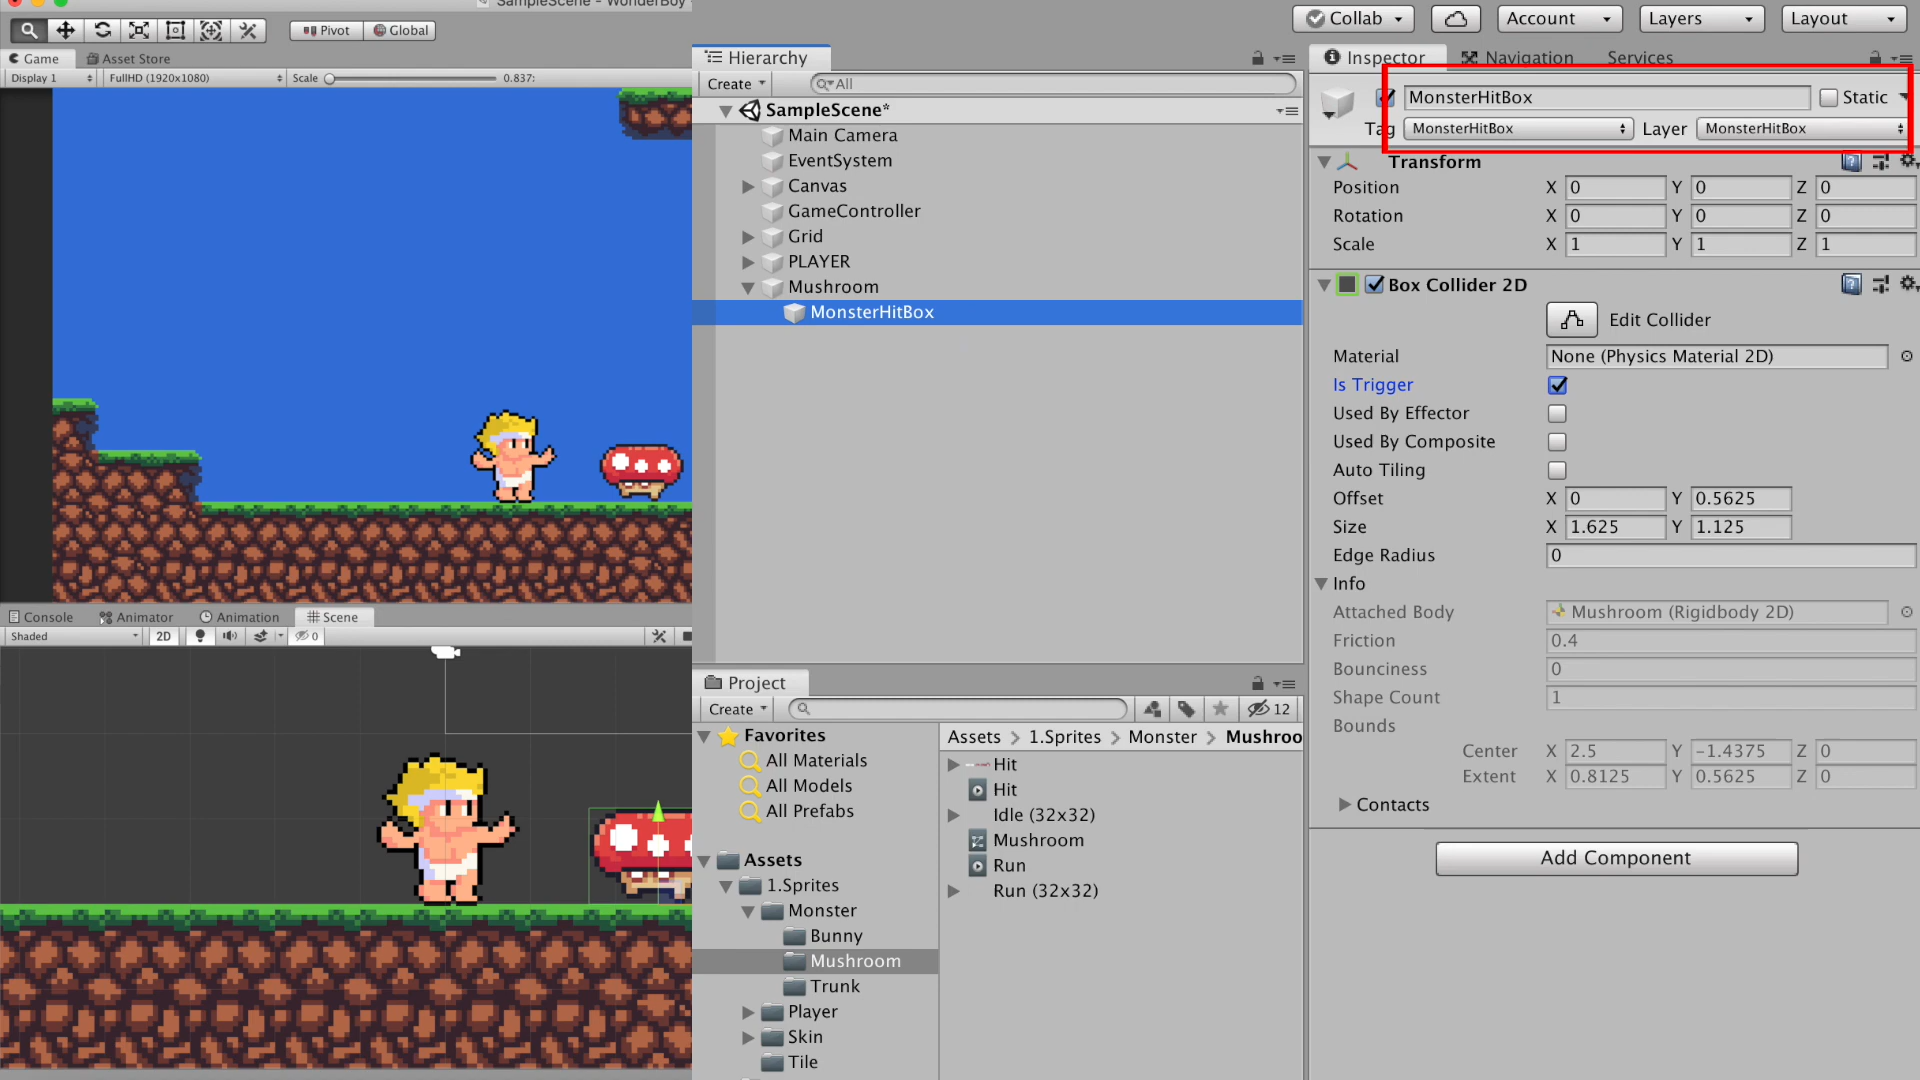 SampleScene - WonderBoy
Pivot
Global
Collab
Account
Layers
Layout
Game
Asset Store
Display 1
FullHD (1920x1080)
Scale
0.837:
Console
Animator
Animation
Scene
Shaded
2D
0
Hierarchy
Create
All
SampleScene*
Main Camera
EventSystem
Canvas
GameController
Grid
PLAYER
Mushroom
MonsterHitBox
Project
Create
12
Favorites
All Materials
All Models
All Prefabs
Assets
1.Sprites
Monster
Bunny
Mushroom
Trunk
Player
Skin
Tile
Assets > 1.Sprites > Monster > Mushroo
Hit
Hit
Idle (32x32)
Mushroom
Run
Run (32x32)
Inspector
Navigation
Services
MonsterHitBox
Static
Tag MonsterHitBox Layer MonsterHitBox
Transform
Position X 0 Y 0 Z 0
Rotation X 0 Y 0 Z 0
Scale X 1 Y 1 Z 1
Box Collider 2D
Edit Collider
Material None (Physics Material 2D)
Is Trigger
Used By Effector
Used By Composite
Auto Tiling
Offset X 0 Y 0.5625
Size X 1.625 Y 1.125
Edge Radius 0
Info
Attached Body Mushroom (Rigidbody 2D)
Friction 0.4
Bounciness 0
Shape Count 1
Bounds
Center X 2.5 Y -1.4375 Z 0
Extent X 0.8125 Y 0.5625 Z 0
Contacts
Add Component